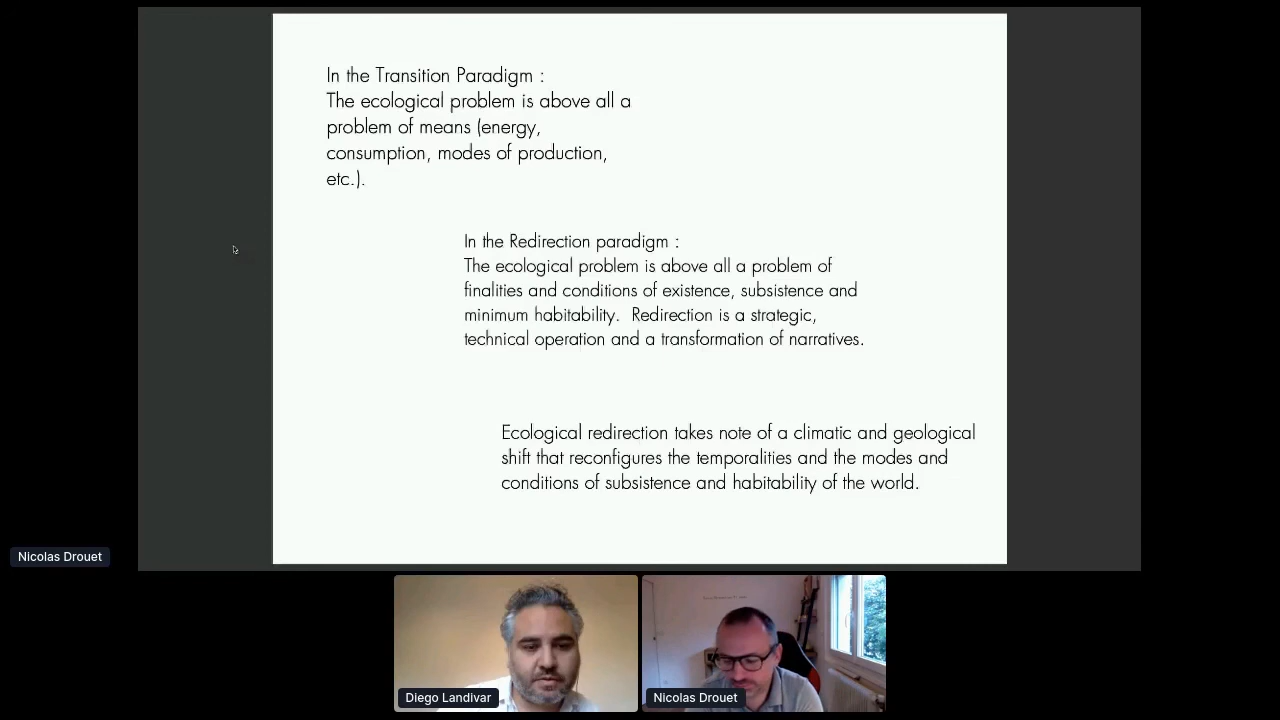 In the Transition Paradigm :
The ecological problem is above all a
problem of means (energy,
consumption, modes of production,
etc.).
In the Redirection paradigm :
The ecological problem is above all a problem of
finalities and conditions of existence, subsistence and
minimum habitability.  Redirection is a strategic,
technical operation and a transformation of narratives.
Ecological redirection takes note of a climatic and geological
shift that reconfigures the temporalities and the modes and
conditions of subsistence and habitability of the world.
Nicolas Drouet
Diego Landivar
Nicolas Drouet